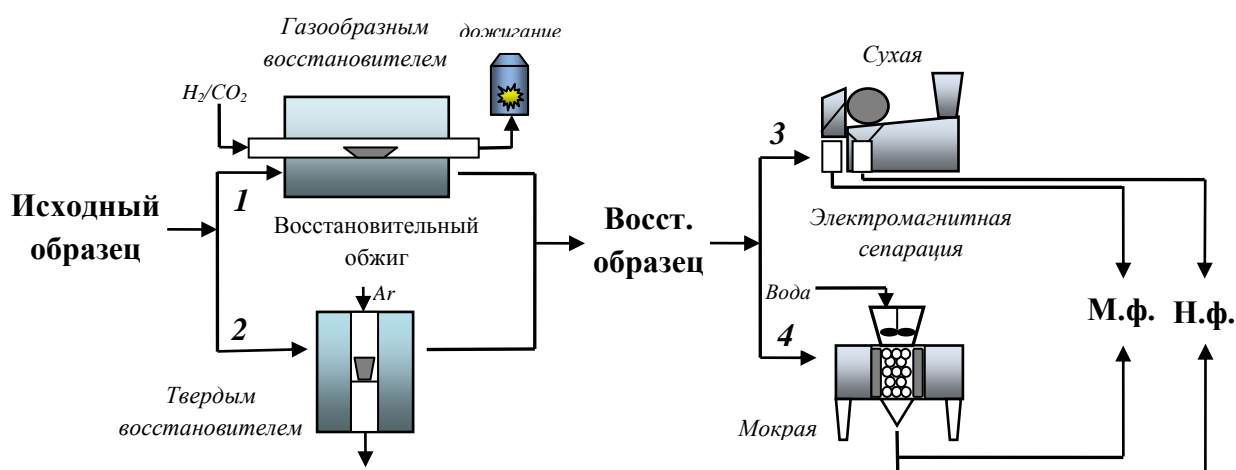 Газообразным
восстановителем
дожигание
H₂/CO₂
1
Исходный
образец
Восстановительный
обжиг
Ar
2
Твердым
восстановителем
Восст.
образец
Сухая
3
Электромагнитная
сепарация
Вода
4
Мокрая
М.ф.
Н.ф.